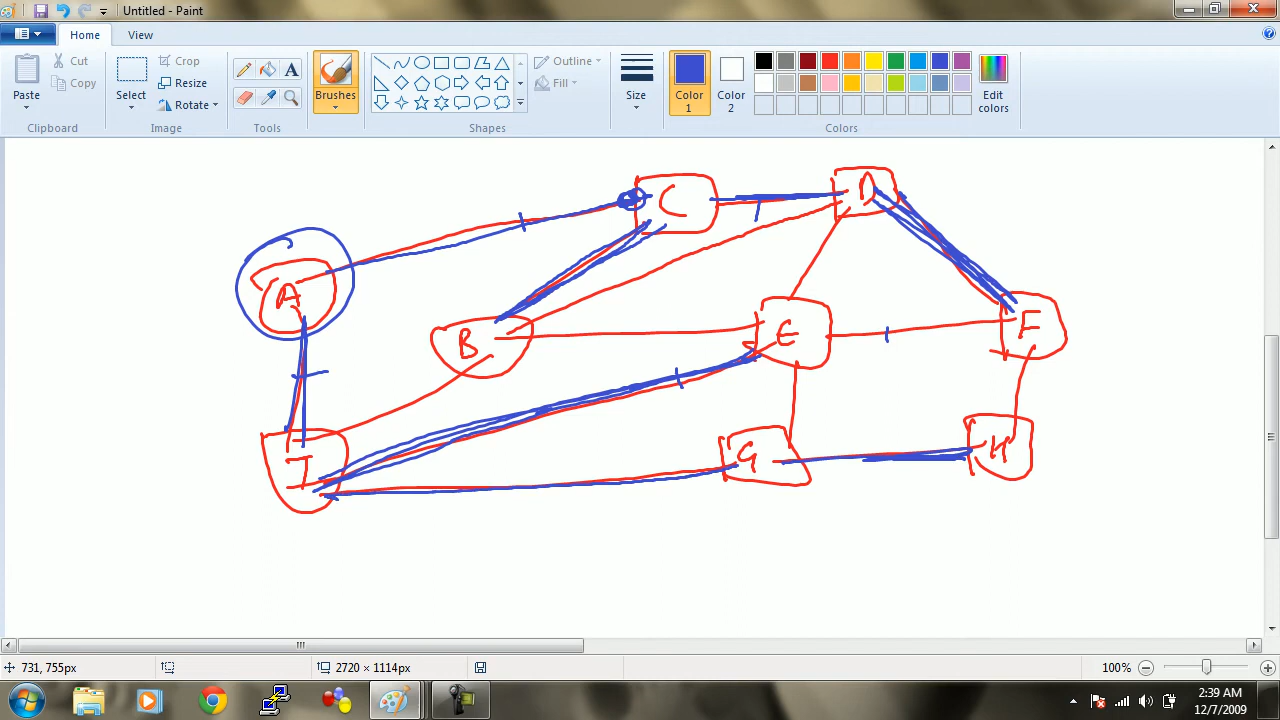 Untitled - Paint
Home
View
Paste
Cut
Copy
Clipboard
Select
Crop
Resize
Rotate
Image
A
Tools
Brushes
Outline
Fill
Shapes
Size
Color 1
Color 2
Edit colors
Colors
C
D
A
B
E
F
I
G
H
731, 755px
2720 × 1114px
100%
2:39 AM
12/7/2009